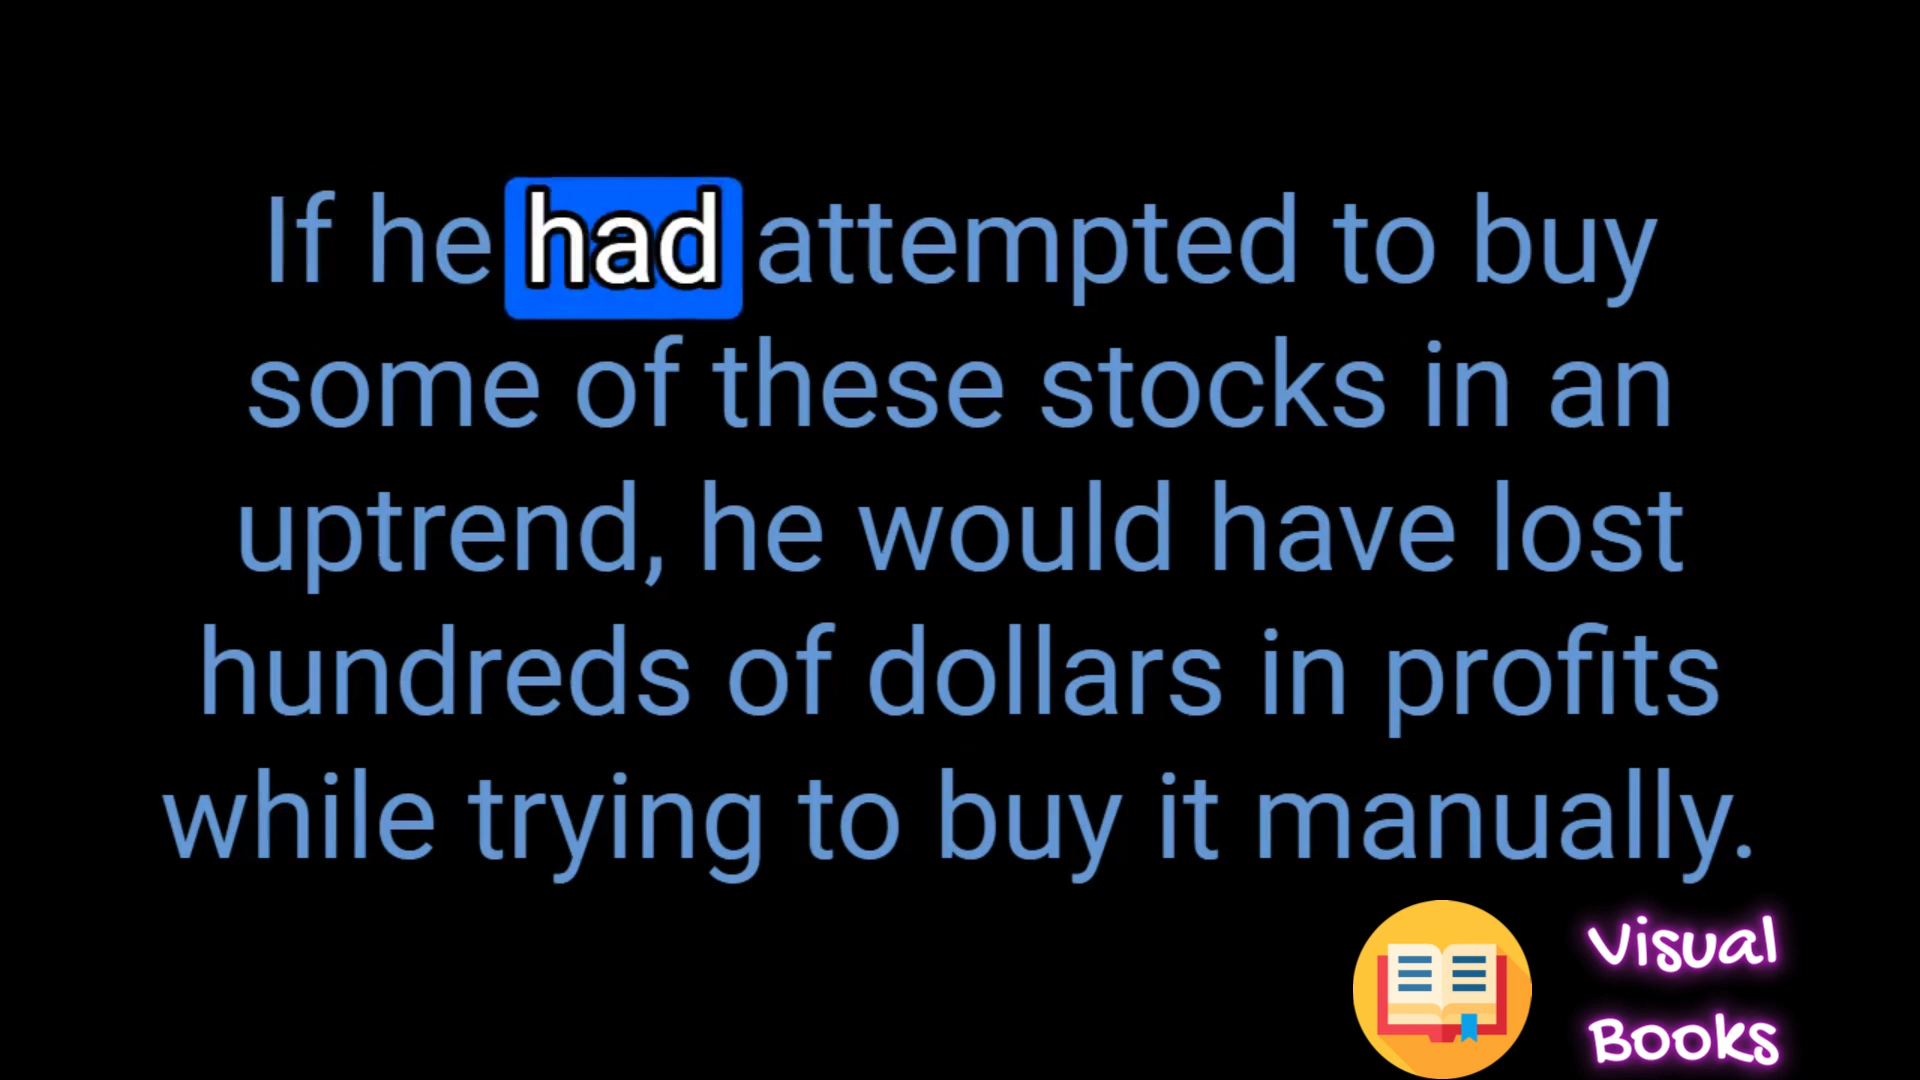 If he had attempted to buy
some of these stocks in an
uptrend, he would have lost
hundreds of dollars in profits
while trying to buy it manually.
Visual
Books